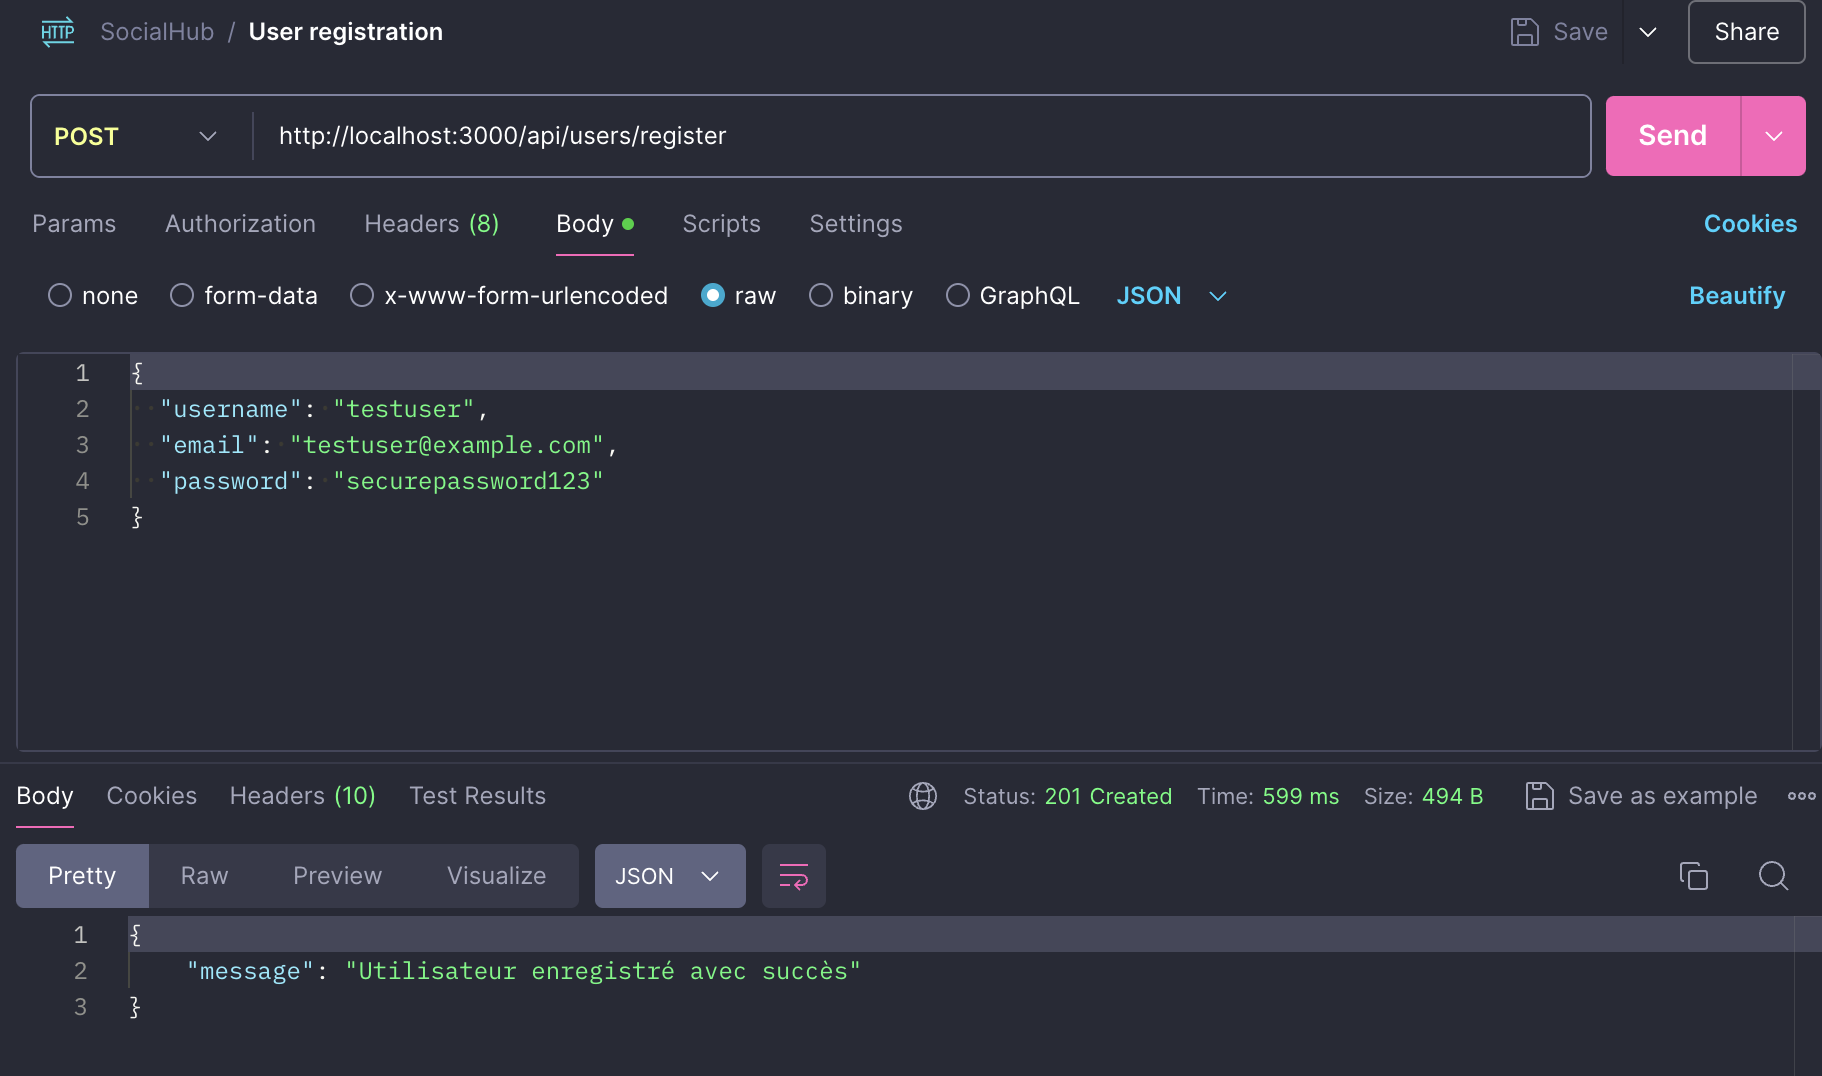 HTTP SocialHub / User registration Save Share
POST http://localhost:3000/api/users/register Send
Params Authorization Headers (8) Body Scripts Settings Cookies
none form-data x-www-form-urlencoded raw binary GraphQL JSON Beautify
1 {
2 "username": "testuser",
3 "email": "testuser@example.com",
4 "password": "securepassword123"
5 }
Body Cookies Headers (10) Test Results Status: 201 Created Time: 599 ms Size: 494 B Save as example
Pretty Raw Preview Visualize JSON
1 {
2 "message": "Utilisateur enregistré avec succès"
3 }